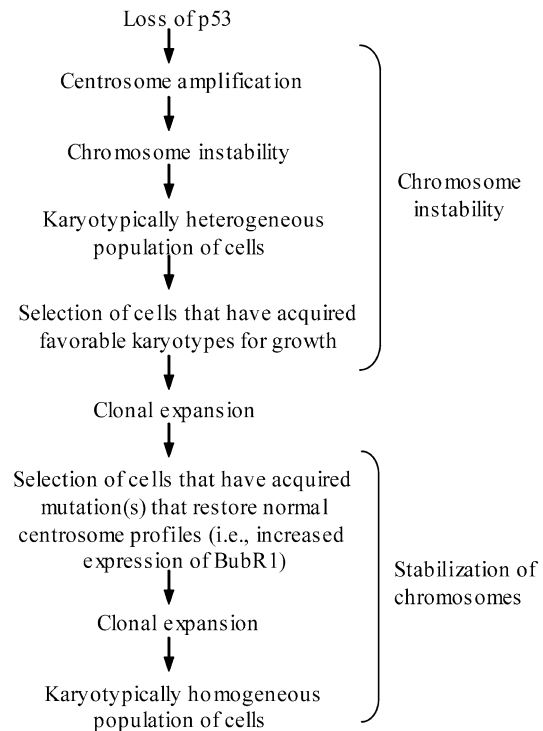 Loss of p53
Centrosome amplification
Chromosome instability
Karyotypically heterogeneous
population of cells
Selection of cells that have acquired
favorable karyotypes for growth
Chromosome
instability
Clonal expansion
Selection of cells that have acquired
mutation(s) that restore normal
centrosome profiles (i.e., increased
expression of BubR1)
Clonal expansion
Karyotypically homogeneous
population of cells
Stabilization of
chromosomes